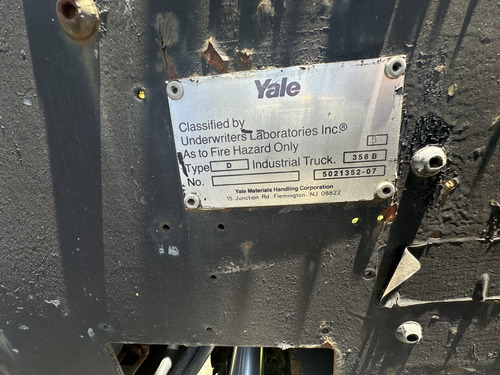 Yale
Classified by
Underwriters Laboratories Inc®
As to Fire Hazard Only
Type D Industrial Truck. 358 B
No. 5021352-07
Yale Materials Handling Corporation
15 Junction Rd. Flemington, NJ 08822